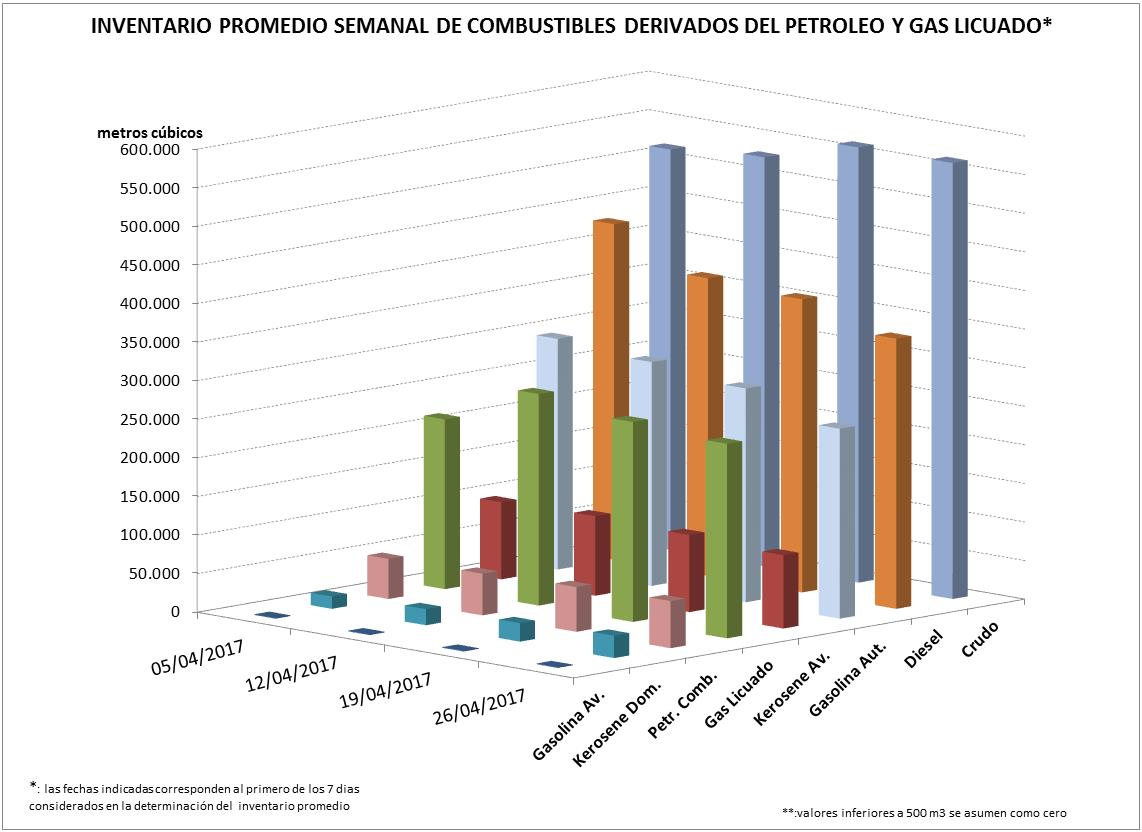 INVENTARIO PROMEDIO SEMANAL DE COMBUSTIBLES DERIVADOS DEL PETROLEO Y GAS LICUADO*
metros cúbicos
600.000
550.000
500.000
450.000
400.000
350.000
300.000
250.000
200.000
150.000
100.000
50.000
0
05/04/2017
12/04/2017
19/04/2017
26/04/2017
Gasolina Av.
Kerosene Dom.
Petr. Comb.
Gas Licuado
Kerosene Av.
Gasolina Aut.
Diesel
Crudo
*: las fechas indicadas corresponden al primero de los 7 dias
considerados en la determinación del inventario promedio
**:valores inferiores a 500 m3 se asumen como cero